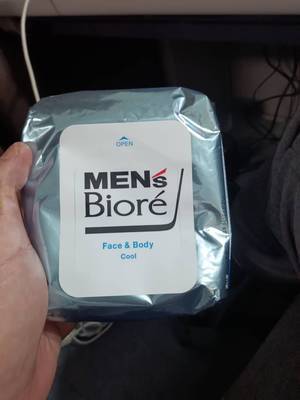 OPEN
MEN's
Bioré
Face & Body
Cool